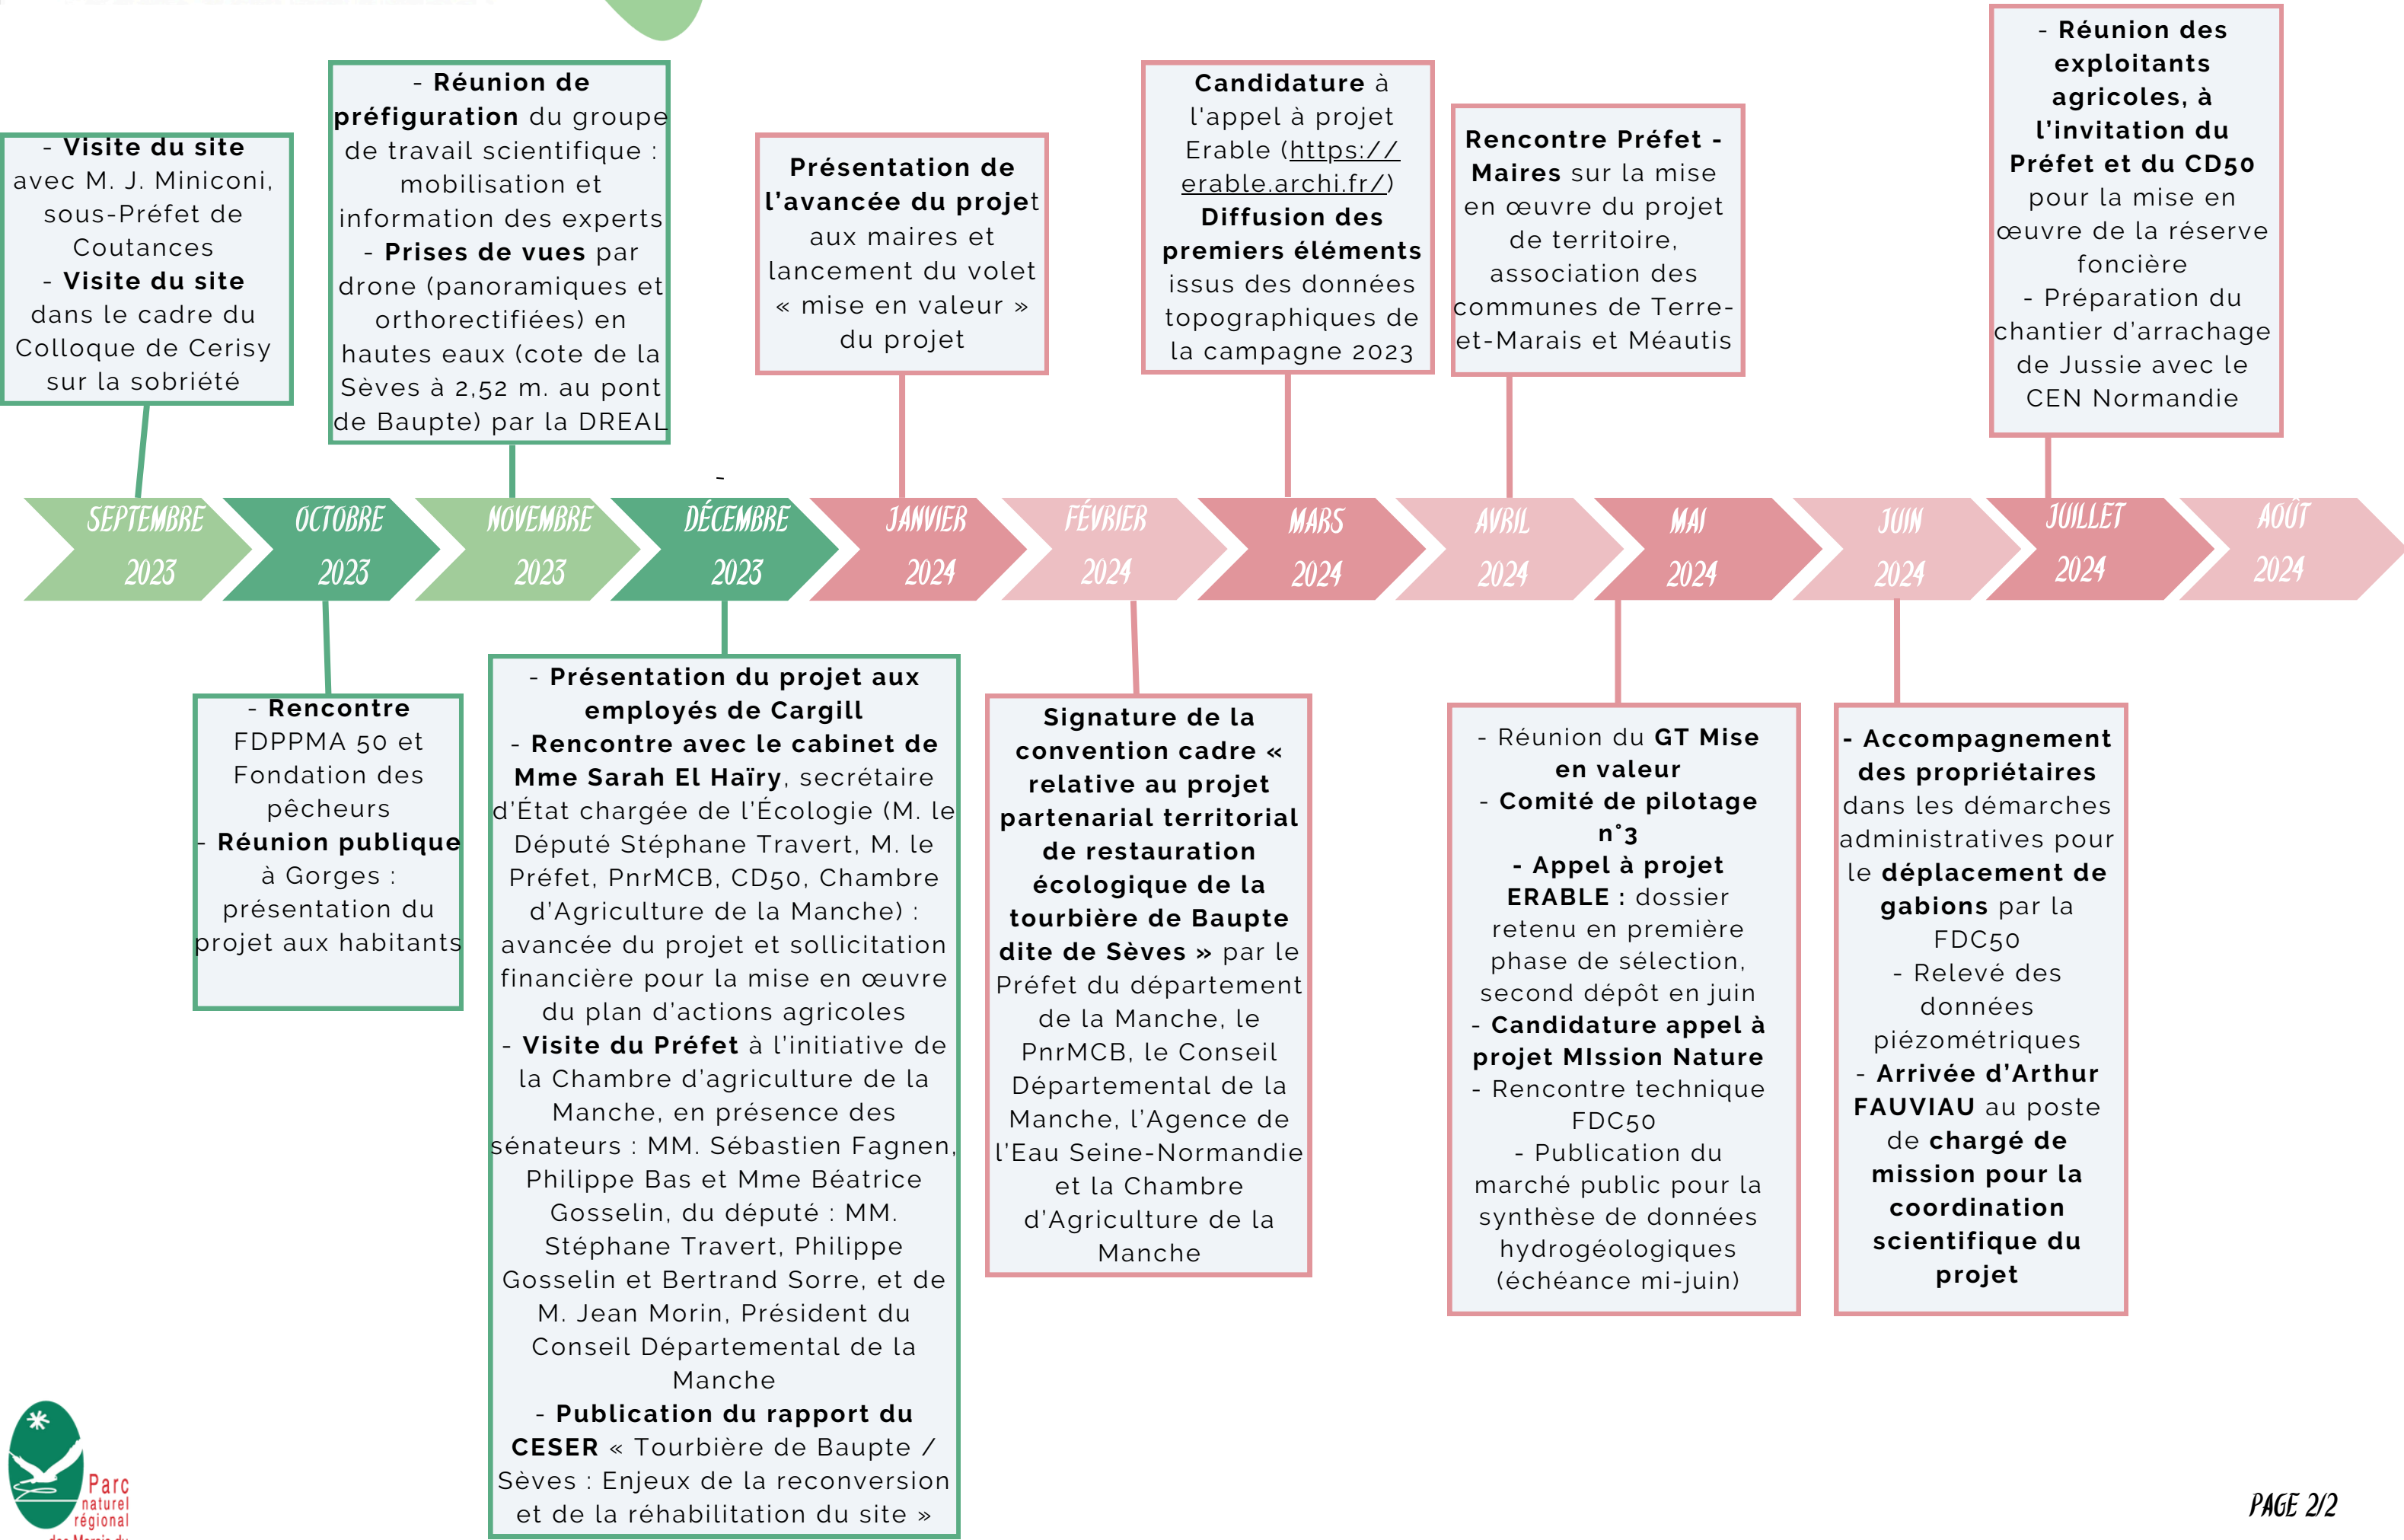 - Visite du site
avec M. J. Miniconi,
sous-Préfet de
Coutances
- Visite du site
dans le cadre du
Colloque de Cerisy
sur la sobriété
- Réunion de
préfiguration du groupe
de travail scientifique :
mobilisation et
information des experts
- Prises de vues par
drone (panoramiques et
orthorectifiées) en
hautes eaux (cote de la
Sèves à 2,52 m. au pont
de Baupte) par la DREAL
Présentation de
l'avancée du projet
aux maires et
lancement du volet
« mise en valeur »
du projet
Candidature à
l'appel à projet
Erable (https://
erable.archi.fr/)
Diffusion des
premiers éléments
issus des données
topographiques de
la campagne 2023
Rencontre Préfet -
Maires sur la mise
en œuvre du projet
de territoire,
association des
communes de Terre-
et-Marais et Méautis
- Réunion des
exploitants
agricoles, à
l'invitation du
Préfet et du CD50
pour la mise en
œuvre de la réserve
foncière
- Préparation du
chantier d'arrachage
de Jussie avec le
CEN Normandie
-
SEPTEMBRE
2023
OCTOBRE
2023
NOVEMBRE
2023
DÉCEMBRE
2023
JANVIER
2024
FÉVRIER
2024
MARS
2024
AVRIL
2024
MAI
2024
JUIN
2024
JUILLET
2024
AOÛT
2024
- Rencontre
FDPPMA 50 et
Fondation des
pêcheurs
- Réunion publique
à Gorges :
présentation du
projet aux habitants
- Présentation du projet aux
employés de Cargill
- Rencontre avec le cabinet de
Mme Sarah El Haïry, secrétaire
d'État chargée de l'Écologie (M. le
Député Stéphane Travert, M. le
Préfet, PnrMCB, CD50, Chambre
d'Agriculture de la Manche) :
avancée du projet et sollicitation
financière pour la mise en œuvre
du plan d'actions agricoles
- Visite du Préfet à l'initiative de
la Chambre d'agriculture de la
Manche, en présence des
sénateurs : MM. Sébastien Fagnen,
Philippe Bas et Mme Béatrice
Gosselin, du député : MM.
Stéphane Travert, Philippe
Gosselin et Bertrand Sorre, et de
M. Jean Morin, Président du
Conseil Départemental de la
Manche
- Publication du rapport du
CESER « Tourbière de Baupte /
Sèves : Enjeux de la reconversion
et de la réhabilitation du site »
Signature de la
convention cadre «
relative au projet
partenarial territorial
de restauration
écologique de la
tourbière de Baupte
dite de Sèves » par le
Préfet du département
de la Manche, le
PnrMCB, le Conseil
Départemental de la
Manche, l'Agence de
l'Eau Seine-Normandie
et la Chambre
d'Agriculture de la
Manche
- Réunion du GT Mise
en valeur
- Comité de pilotage
n°3
- Appel à projet
ERABLE : dossier
retenu en première
phase de sélection,
second dépôt en juin
- Candidature appel à
projet MIssion Nature
- Rencontre technique
FDC50
- Publication du
marché public pour la
synthèse de données
hydrogéologiques
(échéance mi-juin)
- Accompagnement
des propriétaires
dans les démarches
administratives pour
le déplacement de
gabions par la
FDC50
- Relevé des
données
piézométriques
- Arrivée d'Arthur
FAUVIAU au poste
de chargé de
mission pour la
coordination
scientifique du
projet
Parc
naturel
régional
des Marais du
PAGE 2/2